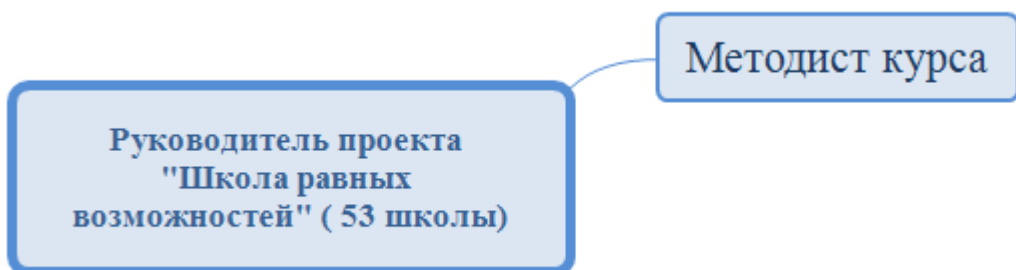 Методист курса
Руководитель проекта
"Школа равных
возможностей" ( 53 школы)